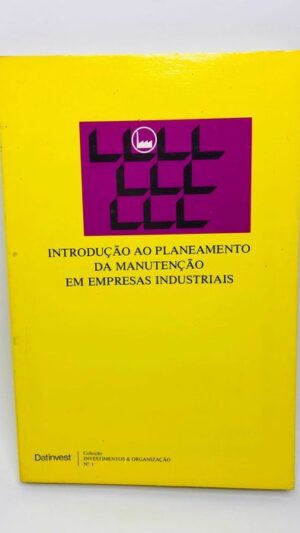 INTRODUÇÃO AO PLANEAMENTO
DA MANUTENÇÃO
EM EMPRESAS INDUSTRIAIS
Datinvest
Colecção
INVESTIMENTOS & ORGANIZAÇÃO
Nº 1